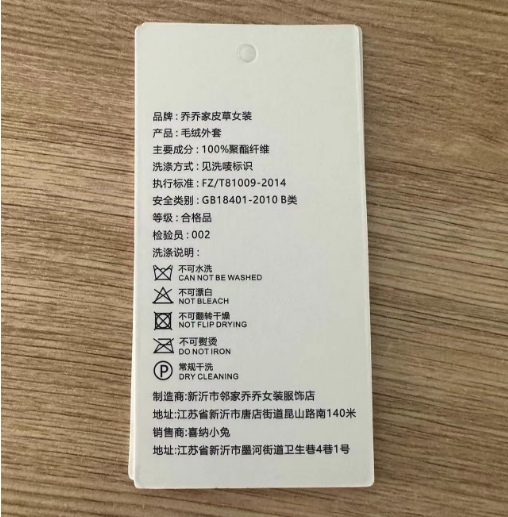 品牌：乔乔家皮草女装
产品：毛绒外套
主要成分：100%聚酯纤维
洗涤方式：见洗唛标识
执行标准：FZ/T81009-2014
安全类别：GB18401-2010 B类
等级：合格品
检验员：002
洗涤说明：
不可水洗
CAN NOT BE WASHED
不可漂白
NOT BLEACH
不可翻转干燥
NOT FLIP DRYING
不可熨烫
DO NOT IRON
P 常规干洗
DRY CLEANING
制造商:新沂市邻家乔乔女装服饰店
地址:江苏省新沂市唐店街道昆山路南140米
销售商:喜纳小兔
地址:江苏省新沂市墨河街道卫生巷4巷1号